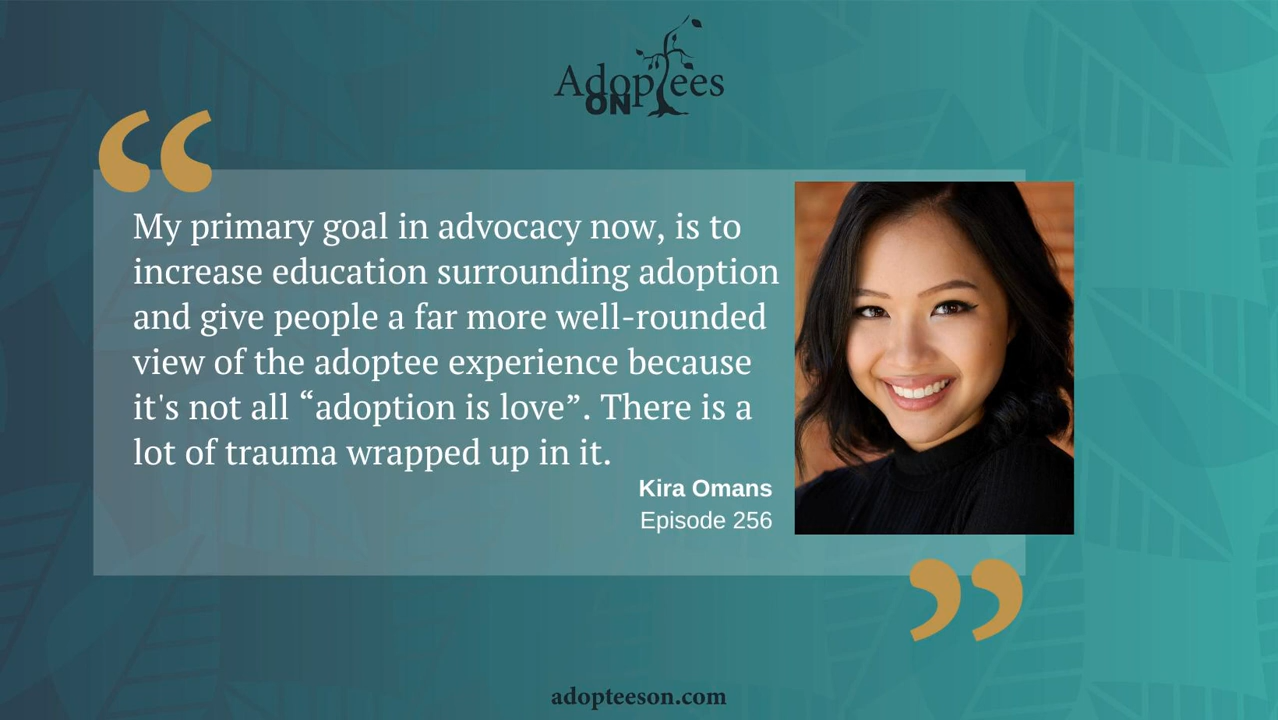 Adoptees
ON
My primary goal in advocacy now, is to
increase education surrounding adoption
and give people a far more well-rounded
view of the adoptee experience because
it's not all “adoption is love”. There is a
lot of trauma wrapped up in it.
Kira Omans
Episode 256
adopteeson.com